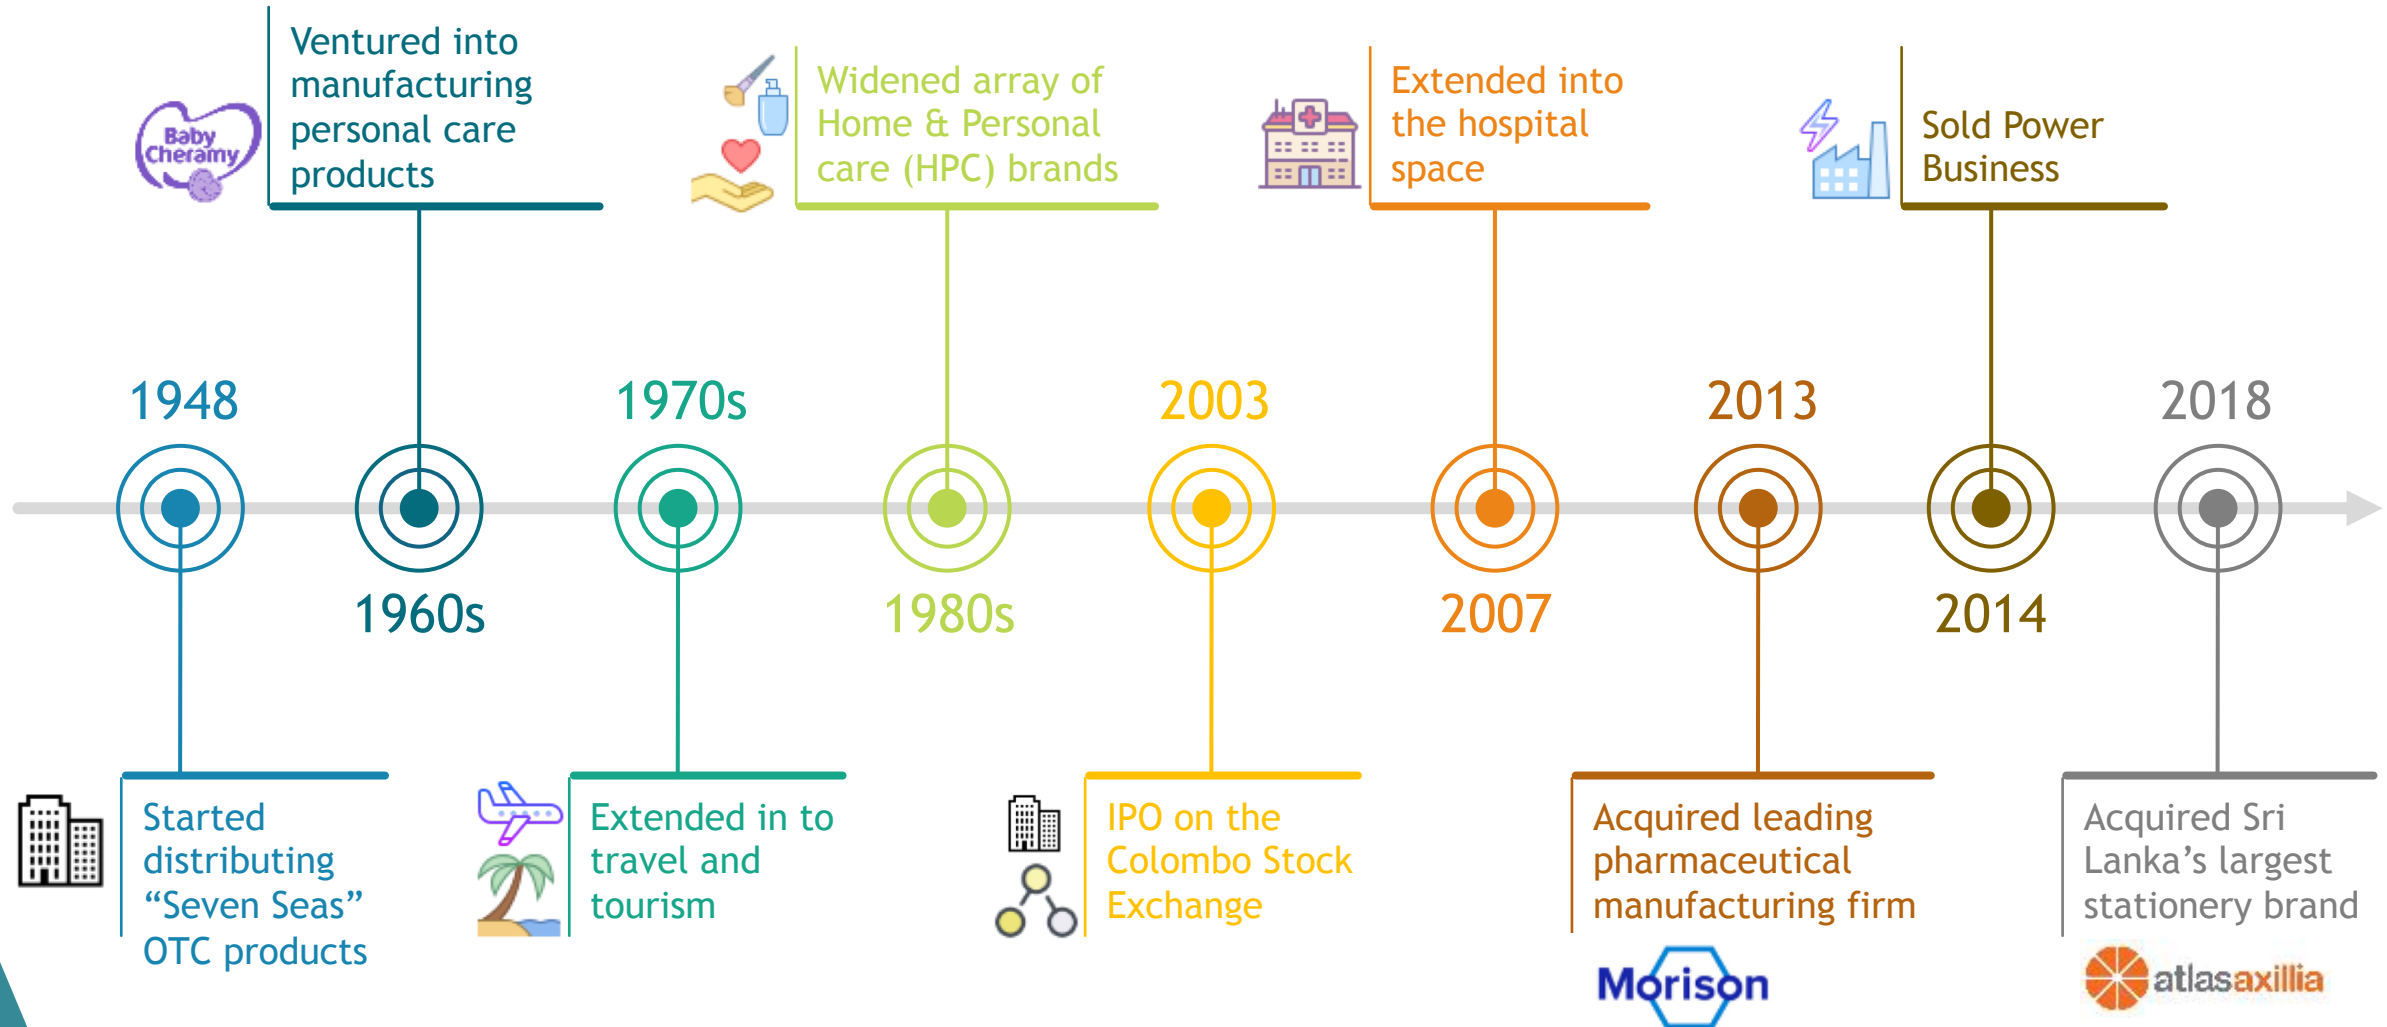 Ventured into
manufacturing
personal care
products
Baby
Cheramy
Widened array of
Home & Personal
care (HPC) brands
Extended into
the hospital
space
Sold Power
Business
1948
1970s
2003
2013
2018
1960s
1980s
2007
2014
Started
distributing
“Seven Seas”
OTC products
Extended in to
travel and
tourism
IPO on the
Colombo Stock
Exchange
Acquired leading
pharmaceutical
manufacturing firm
Morison
Acquired Sri
Lanka’s largest
stationery brand
atlasaxillia